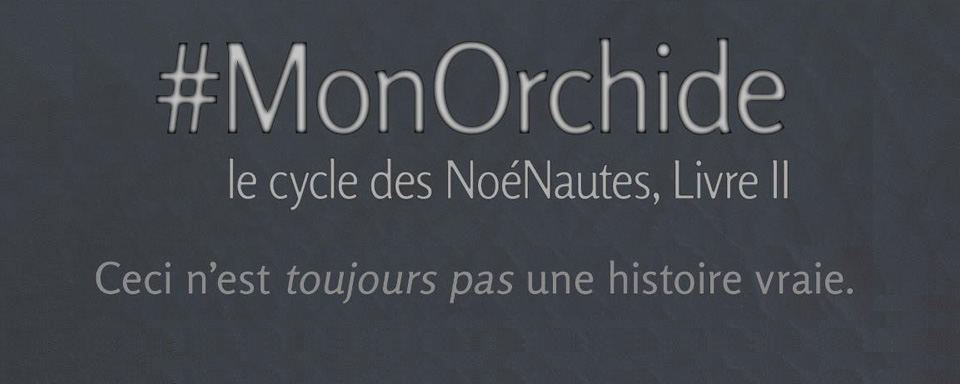 #MonOrchide
le cycle des NoéNautes, Livre II
Ceci n’est toujours pas une histoire vraie.